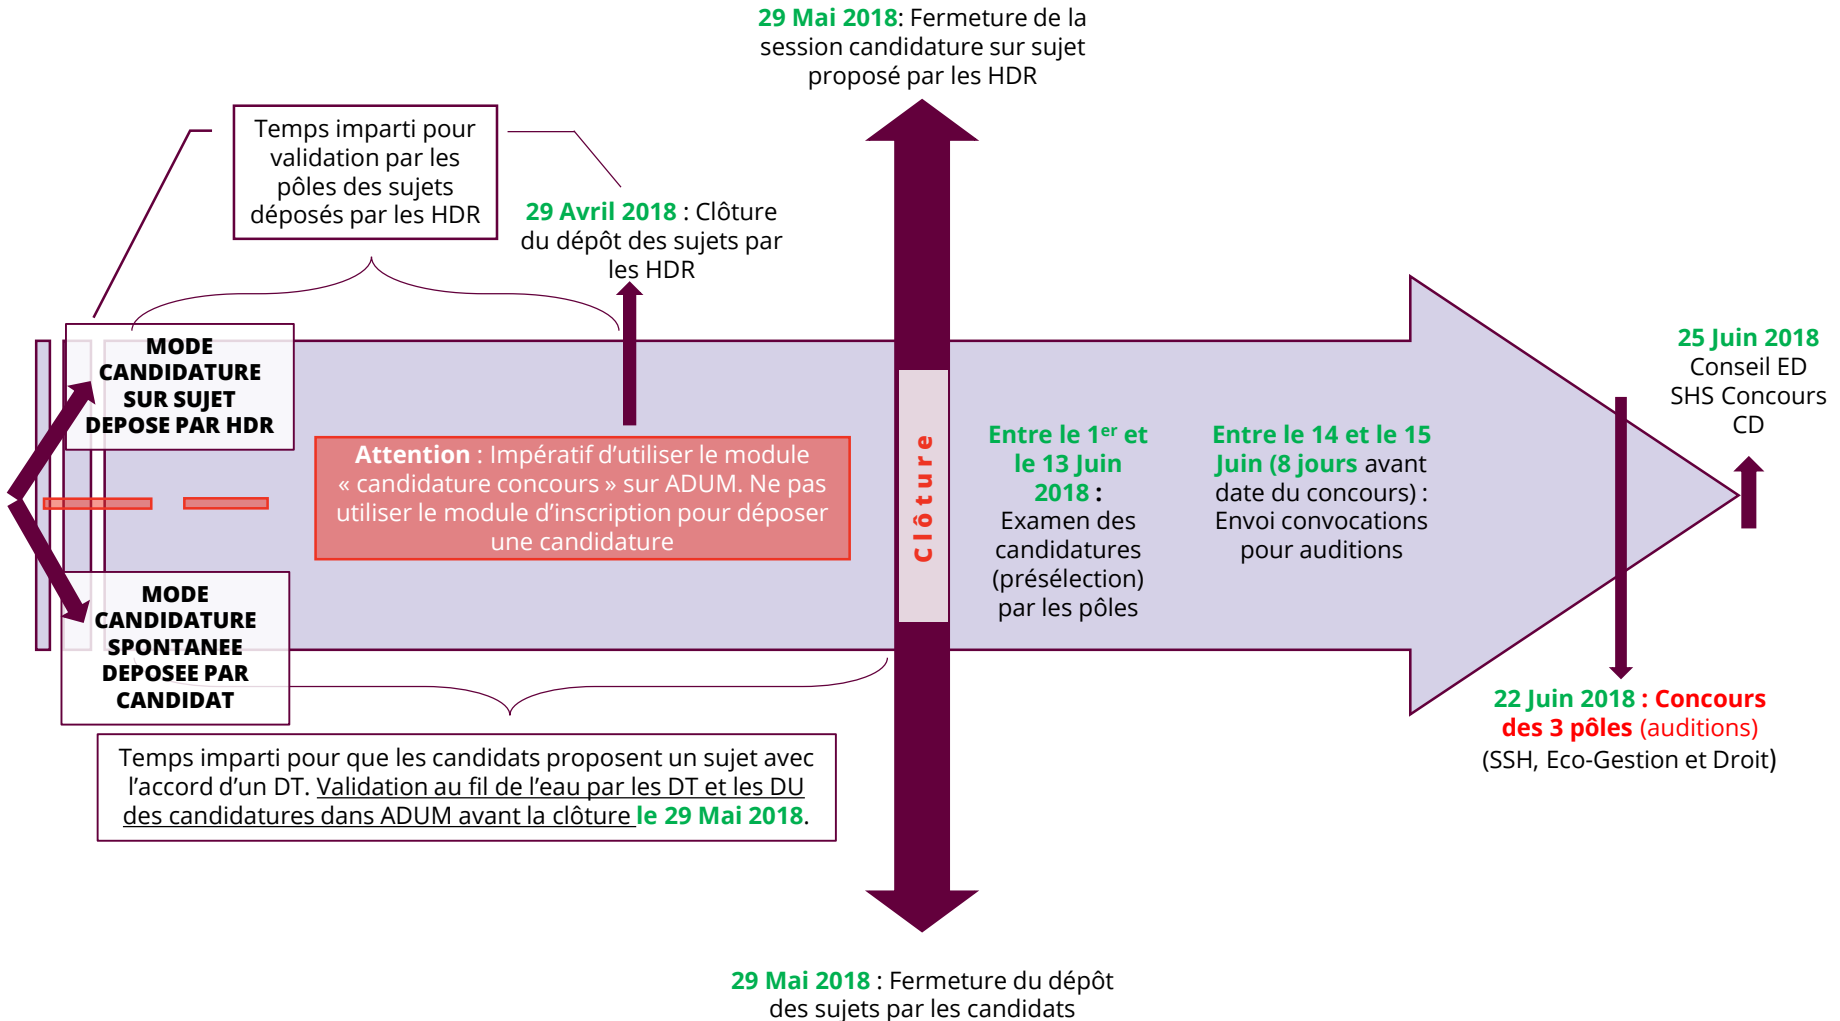 29 Mai 2018: Fermeture de la
session candidature sur sujet
proposé par les HDR
Temps imparti pour
validation par les
pôles des sujets
déposés par les HDR
29 Avril 2018 : Clôture
du dépôt des sujets par
les HDR
MODE
CANDIDATURE
SUR SUJET
DEPOSE PAR HDR
Attention : Impératif d’utiliser le module
« candidature concours » sur ADUM. Ne pas
utiliser le module d’inscription pour déposer
une candidature
MODE
CANDIDATURE
SPONTANEE
DEPOSEE PAR
CANDIDAT
Temps imparti pour que les candidats proposent un sujet avec
l’accord d’un DT. Validation au fil de l’eau par les DT et les DU
des candidatures dans ADUM avant la clôture le 29 Mai 2018.
Clôture
Entre le 1er et
le 13 Juin
2018 :
Examen des
candidatures
(présélection)
par les pôles
Entre le 14 et le 15
Juin (8 jours avant
date du concours) :
Envoi convocations
pour auditions
25 Juin 2018
Conseil ED
SHS Concours
CD
22 Juin 2018 : Concours
des 3 pôles (auditions)
(SSH, Eco-Gestion et Droit)
29 Mai 2018 : Fermeture du dépôt
des sujets par les candidats